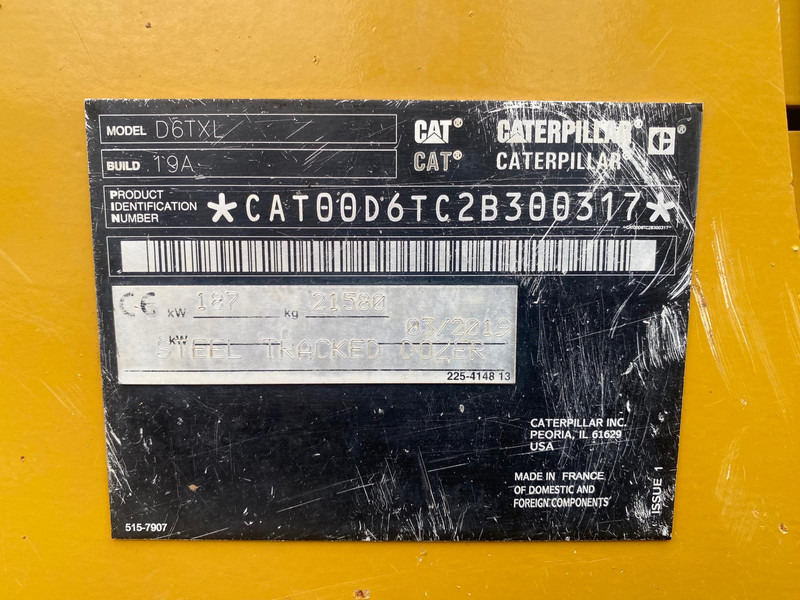 MODEL D6TXL
CAT® CATERPILLAR ®
BUILD 19A
CAT® CATERPILLAR®
PRODUCT
IDENTIFICATION
NUMBER
*CAT00D6TC2B300317*
*CAT00D6TC2B300317*
CE kW 187 kg 21580
kW 03/2019
STEEL TRACKED DOZER
225-4148 13
CATERPILLAR INC.
PEORIA, IL 61629
USA
MADE IN FRANCE
OF DOMESTIC AND
FOREIGN COMPONENTS
ISSUE 1
515-7907